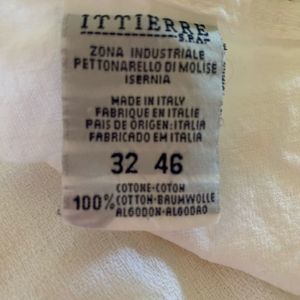 ITTIERRE
S.P.A.
ZONA INDUSTRIALE
PETTONARELLO DI MOLISE
ISERNIA
MADE IN ITALY
FABRIQUE EN ITALIE
PAIS DE ORIGEN: ITALIA
FABRICADO EM ITALIA
32 46
COTONE-COTON
100% COTTON-BAUMWOLLE
ALGODON-ALGODAO